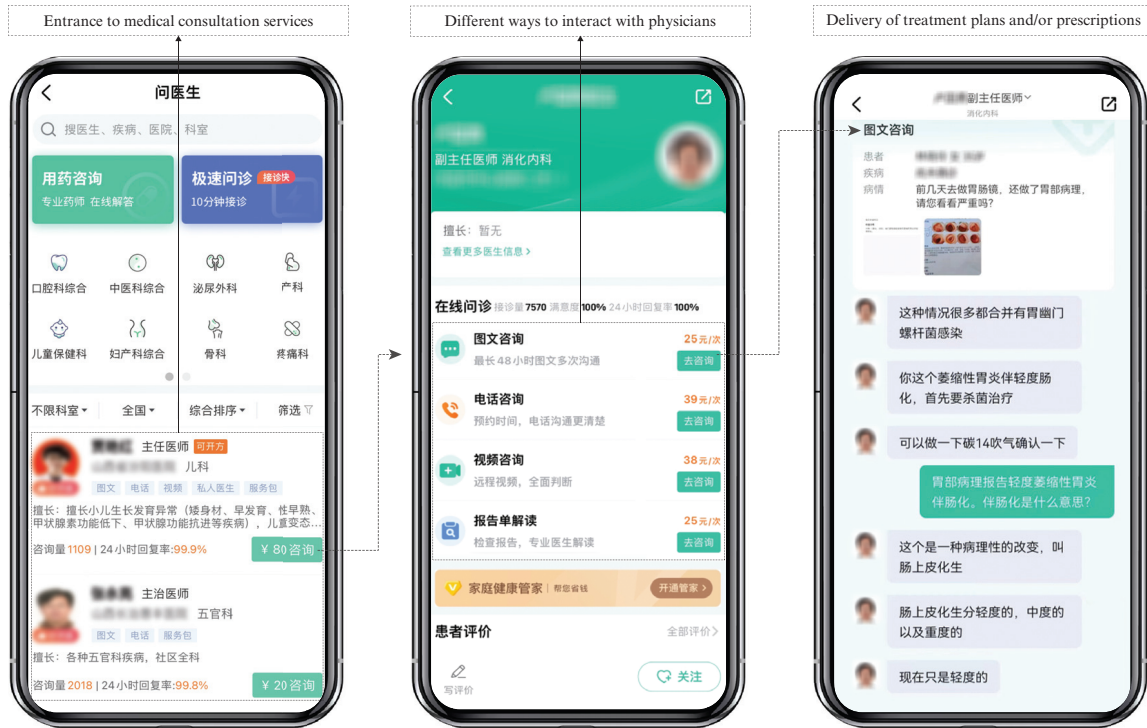 Entrance to medical consultation services
Different ways to interact with physicians
Delivery of treatment plans and/or prescriptions
问医生
搜医生、疾病、医院、科室
用药咨询
专业药师 在线解答
极速问诊 接诊快
10分钟接诊
口腔科综合 中医科综合 泌尿外科 产科
儿童保健科 妇产科综合 骨科 疼痛科
不限科室 全国 综合排序 筛选
主任医师 可开方
儿科
图文 电话 视频 私人医生 服务包
擅长：擅长小儿生长发育异常（矮身材、早发育、性早熟、
甲状腺素功能低下、甲状腺功能抗进等疾病），儿童变态...
咨询量 1109 | 24小时回复率:99.9%
¥ 80 咨询
主治医师
五官科
图文 电话 服务包
擅长：各种五官科疾病，社区全科
咨询量 2018 | 24小时回复率:99.8%
¥ 20 咨询
副主任医师 消化内科
擅长：暂无
查看更多医生信息 >
在线问诊 接诊量 7570 满意度 100% 24小时回复率 100%
图文咨询
25元/次
最长48小时图文多次沟通
去咨询
电话咨询
39元/次
预约时间，电话沟通更清楚
去咨询
视频咨询
38元/次
远程视频，全面判断
去咨询
报告单解读
25元/次
检查报告，专业医生解读
去咨询
家庭健康管家 | 帮您省钱
开通管家 >
患者评价
全部评价>
写评价
关注
副主任医师
消化内科
图文咨询
患者
疾病
病情 前几天去做胃肠镜，还做了胃部病理，
请您看看严重吗？
这种情况很多都合并有胃幽门
螺杆菌感染
你这个萎缩性胃炎伴轻度肠
化，首先要杀菌治疗
可以做一下碳14吹气确认一下
胃部病理报告轻度萎缩性胃炎
伴肠化。伴肠化是什么意思？
这个是一种病理性的改变，叫
肠上皮化生
肠上皮化生分轻度的，中度的
以及重度的
现在只是轻度的